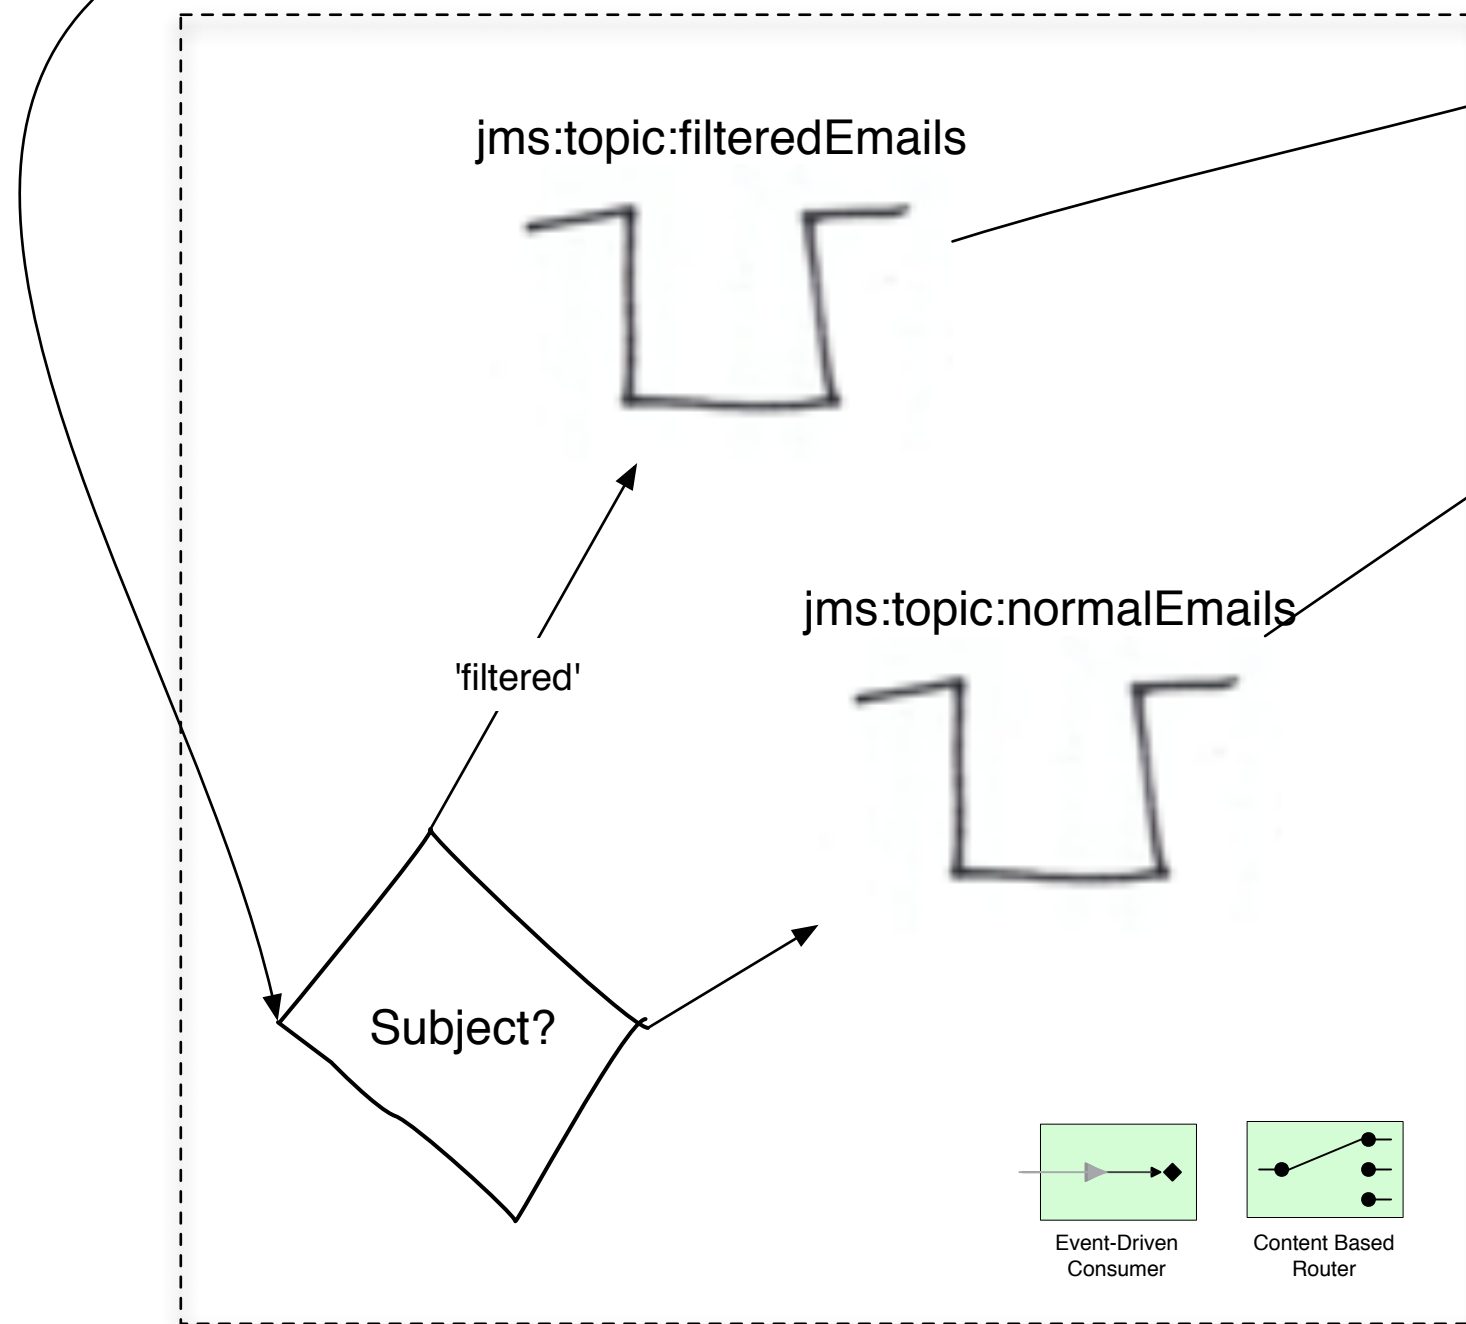 jms:topic:filteredEmails
jms:topic:normalEmails
'filtered'
Subject?
Event-Driven
Consumer
Content Based
Router